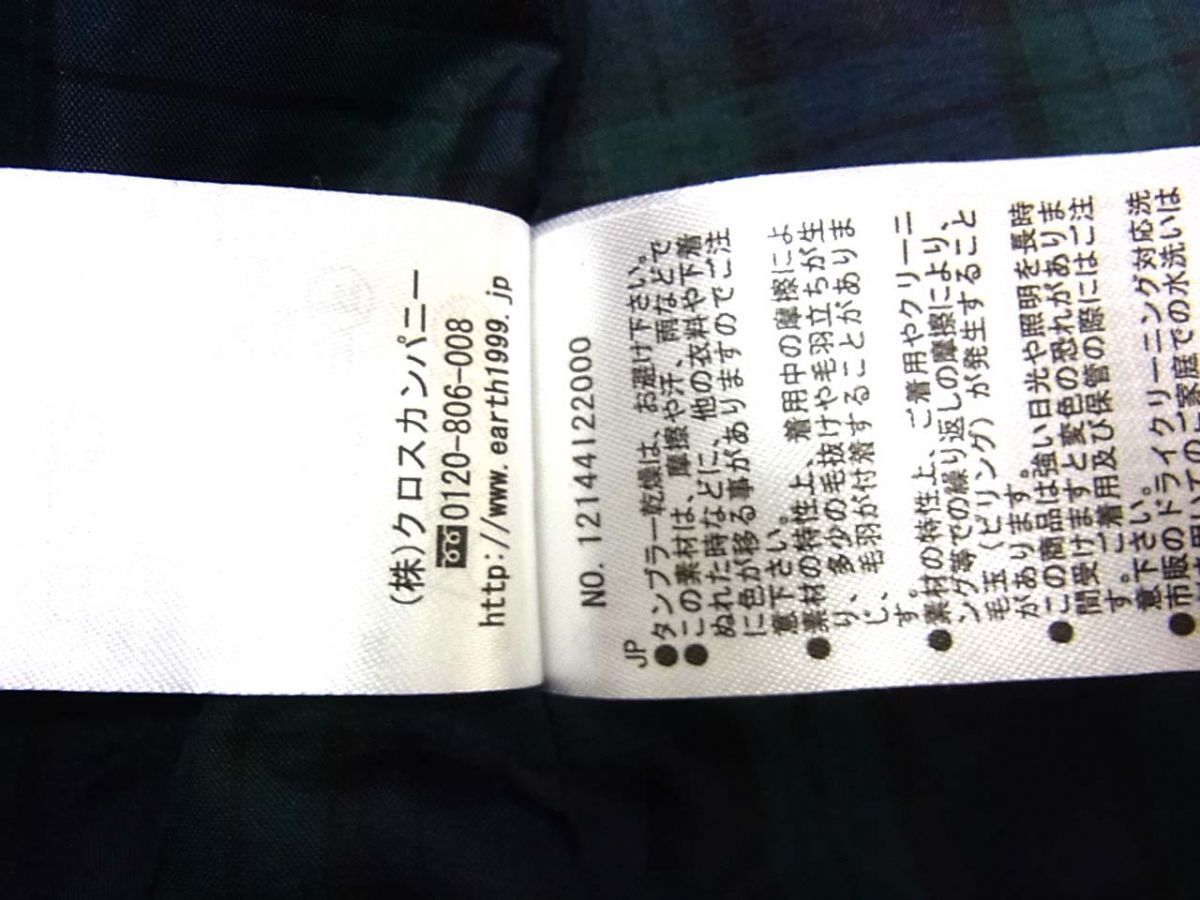 (株)クロスカンパニー
0120-806-008
http://www.earth1999.jp
NO. 12144122000
JP
●タンブラー乾燥は、お避け下さい。
●この素材は、摩擦や汗、雨などで
ぬれた時などに、他の衣料や下着
に色が移る事がありますのでご注
意下さい。
●素材の特性上、着用中の摩擦によ
り、多少の毛抜けや毛羽立ちが生
じ、毛羽が付着することがありま
す。
●素材の特性上、ご着用やクリーニ
ング等での繰り返しの摩擦により、
毛玉(ピリング)が発生すること
があります。
●この商品は強い日光や照明を長時
間受けますと変色の恐れがありま
す。ご着用及び保管の際にはご注
意下さい。
●市販のドライクリーニング対応洗
でのご家庭での水洗いは